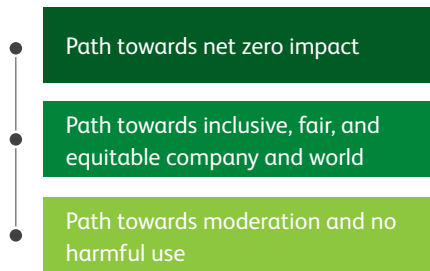 Path towards net zero impact
Path towards inclusive, fair, and
equitable company and world
Path towards moderation and no
harmful use